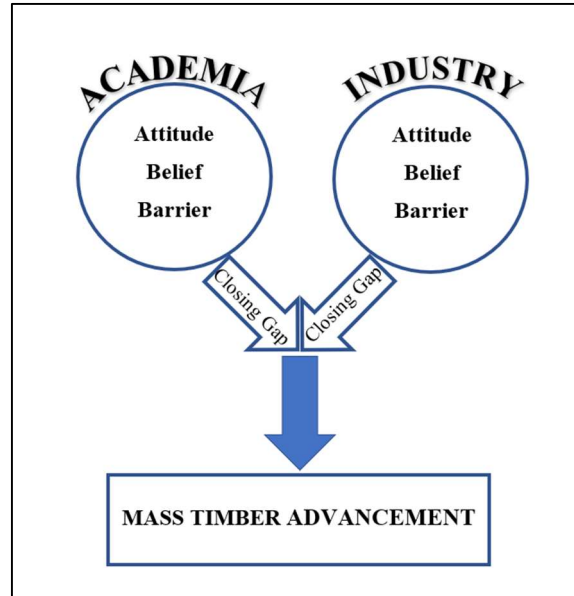 ACADEMIA
Attitude
Belief
Barrier
INDUSTRY
Attitude
Belief
Barrier
Closing Gap
Closing Gap
MASS TIMBER ADVANCEMENT